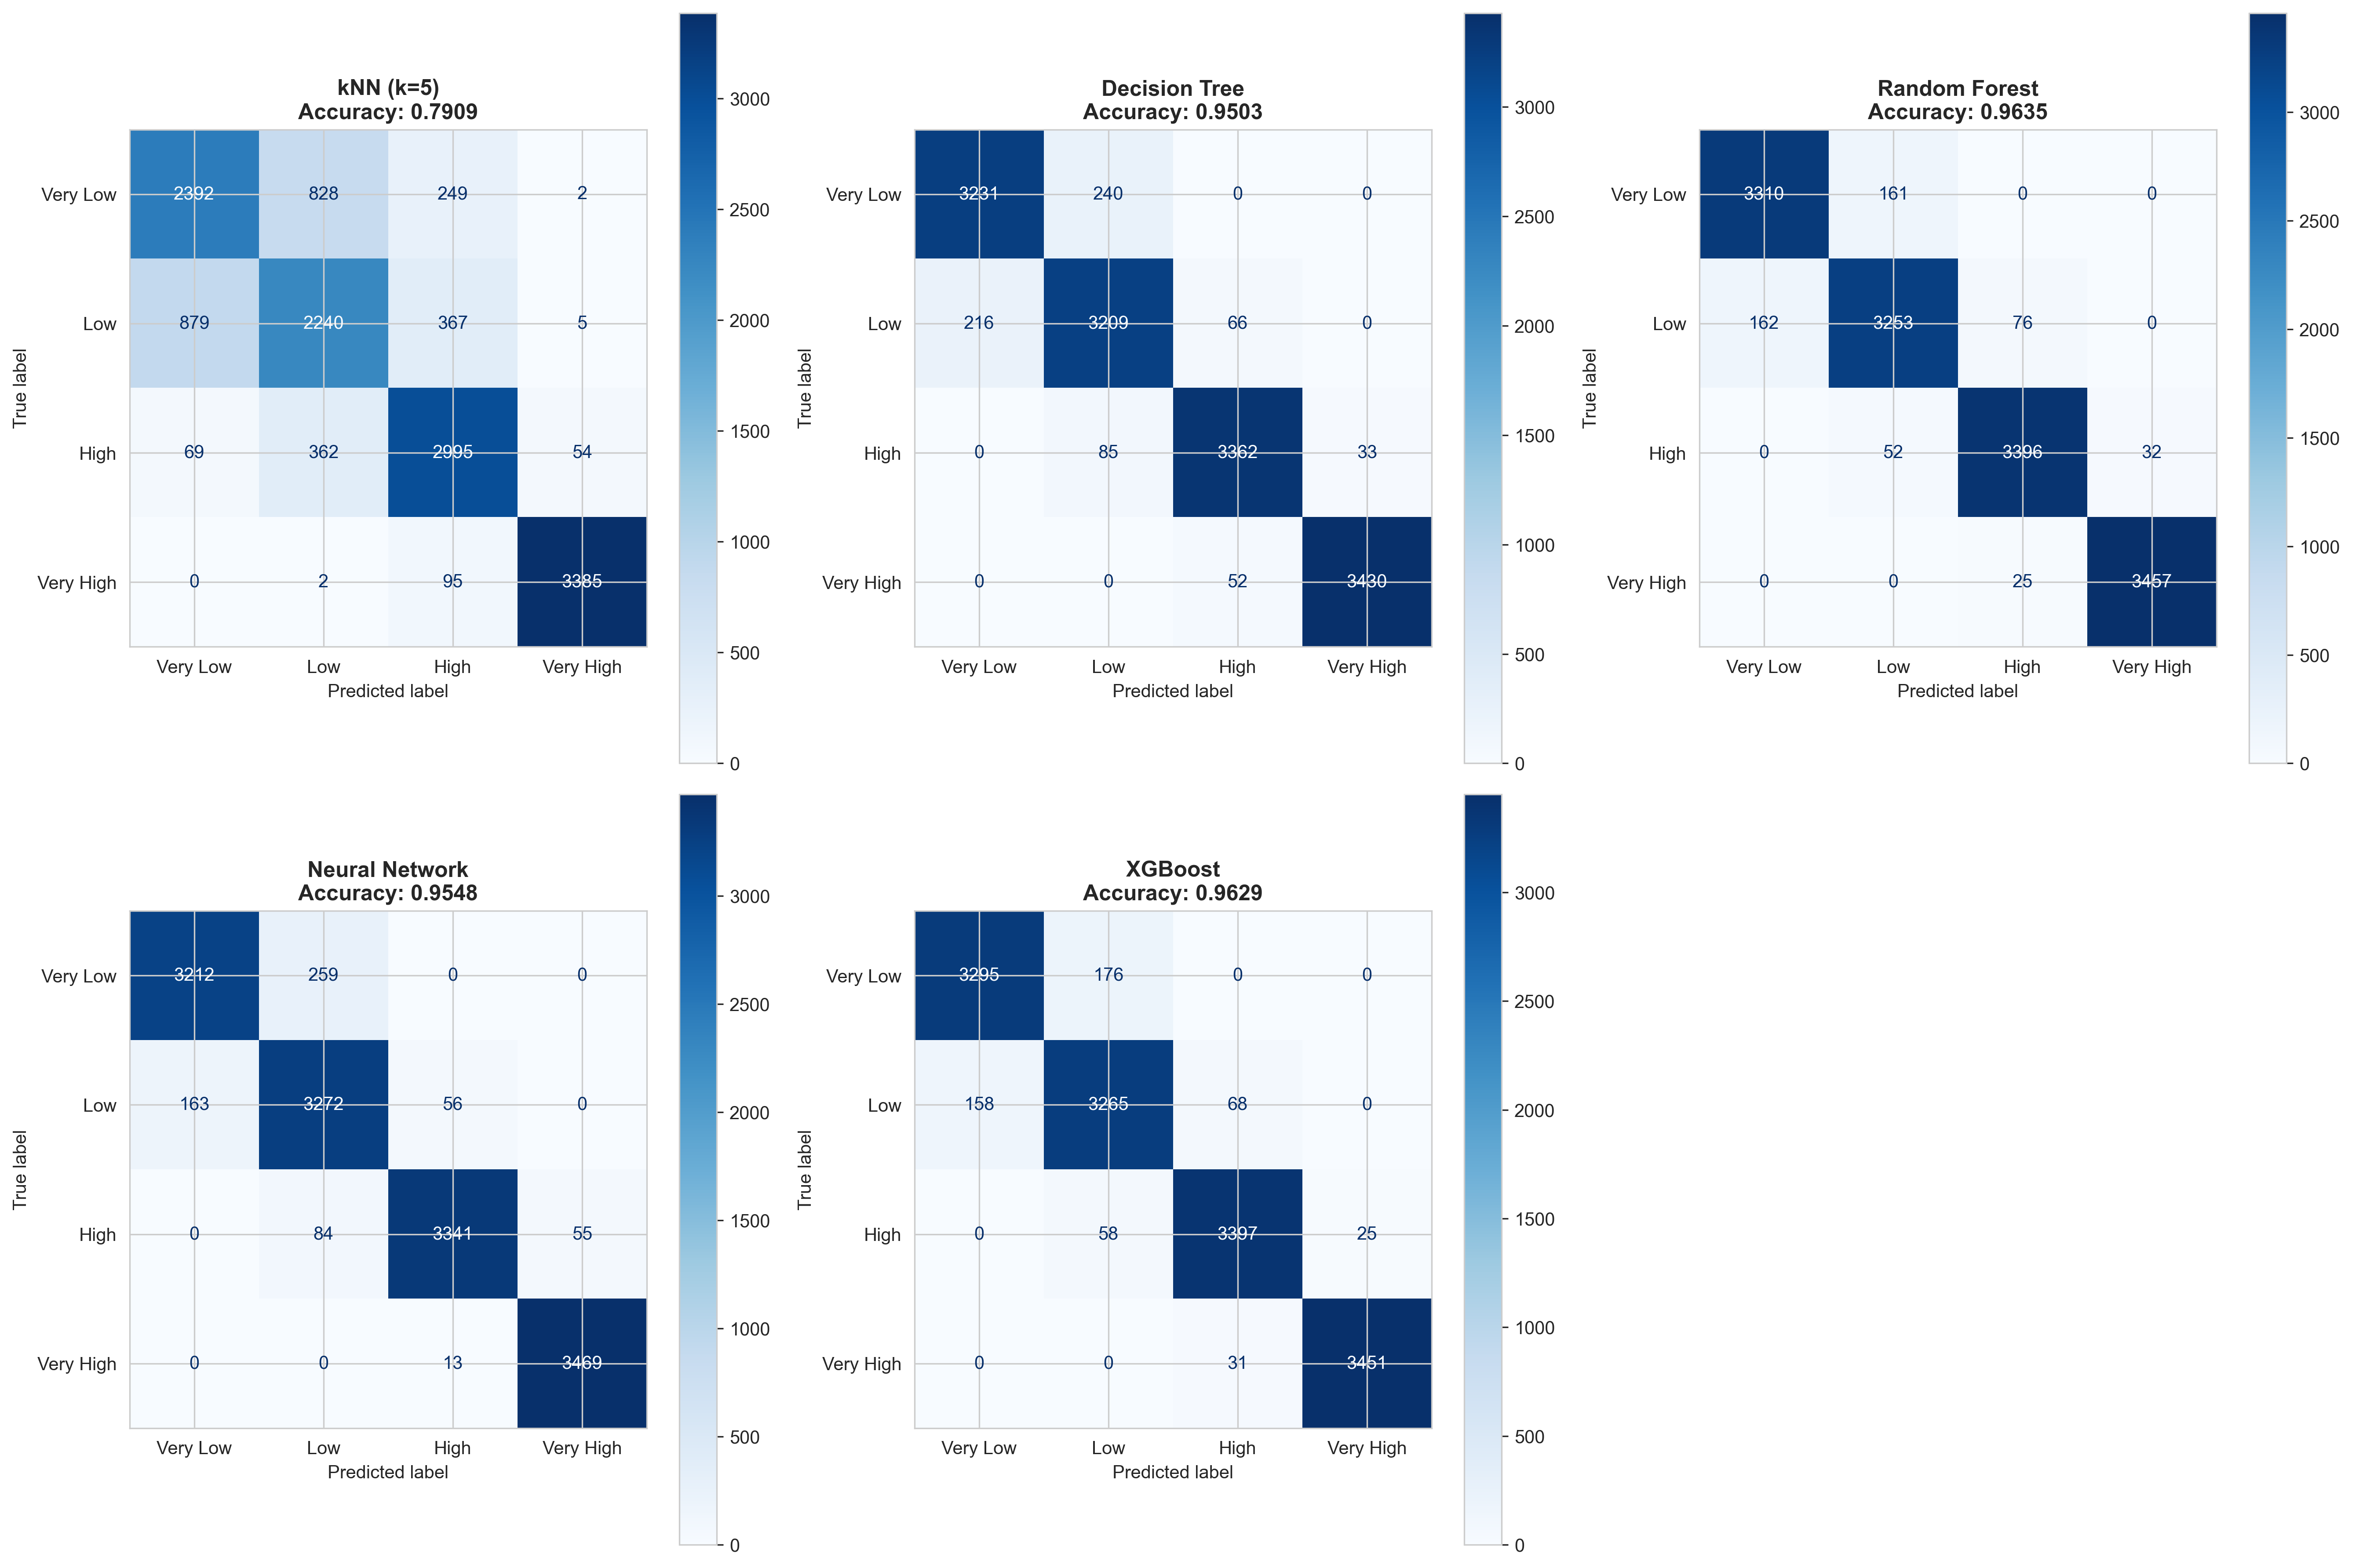 kNN (k=5)
Accuracy: 0.7909
True label
Very Low
2392 828 249 2
Low
879 2240 367 5
High
69 362 2995 54
Very High
0 2 95 3385
Very Low Low High Very High
Predicted label
3000
2500
2000
1500
1000
500
0
Decision Tree
Accuracy: 0.9503
True label
Very Low
3231 240 0 0
Low
216 3209 66 0
High
0 85 3362 33
Very High
0 0 52 3430
Very Low Low High Very High
Predicted label
3000
2500
2000
1500
1000
500
0
Random Forest
Accuracy: 0.9635
True label
Very Low
3310 161 0 0
Low
162 3253 76 0
High
0 52 3396 32
Very High
0 0 25 3457
Very Low Low High Very High
Predicted label
3000
2500
2000
1500
1000
500
0
Neural Network
Accuracy: 0.9548
True label
Very Low
3212 259 0 0
Low
163 3272 56 0
High
0 84 3341 55
Very High
0 0 13 3469
Very Low Low High Very High
Predicted label
3000
2500
2000
1500
1000
500
0
XGBoost
Accuracy: 0.9629
True label
Very Low
3295 176 0 0
Low
158 3265 68 0
High
0 58 3397 25
Very High
0 0 31 3451
Very Low Low High Very High
Predicted label
3000
2500
2000
1500
1000
500
0